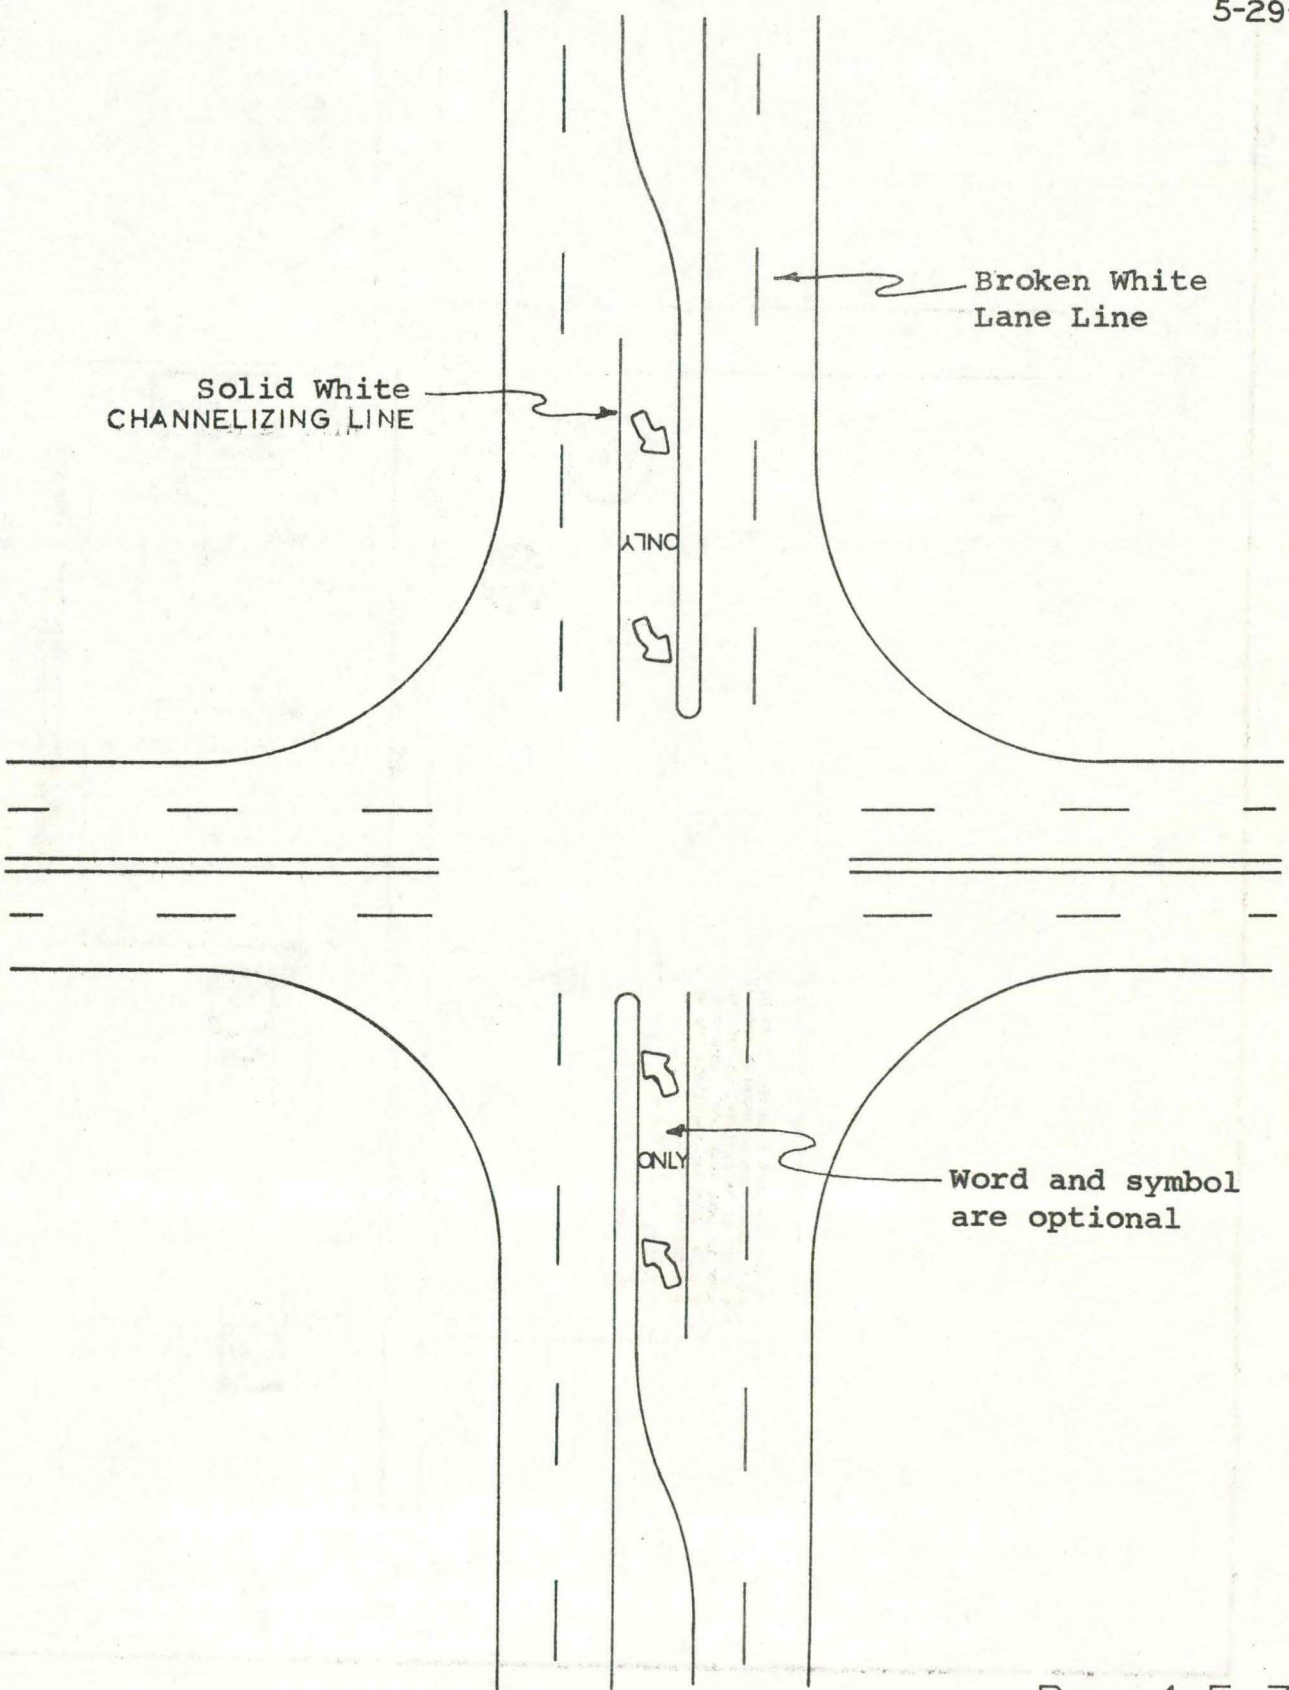 5-29
Broken White
Lane Line
Solid White
CHANNELIZING LINE
ONLY
ONLY
Word and symbol
are optional